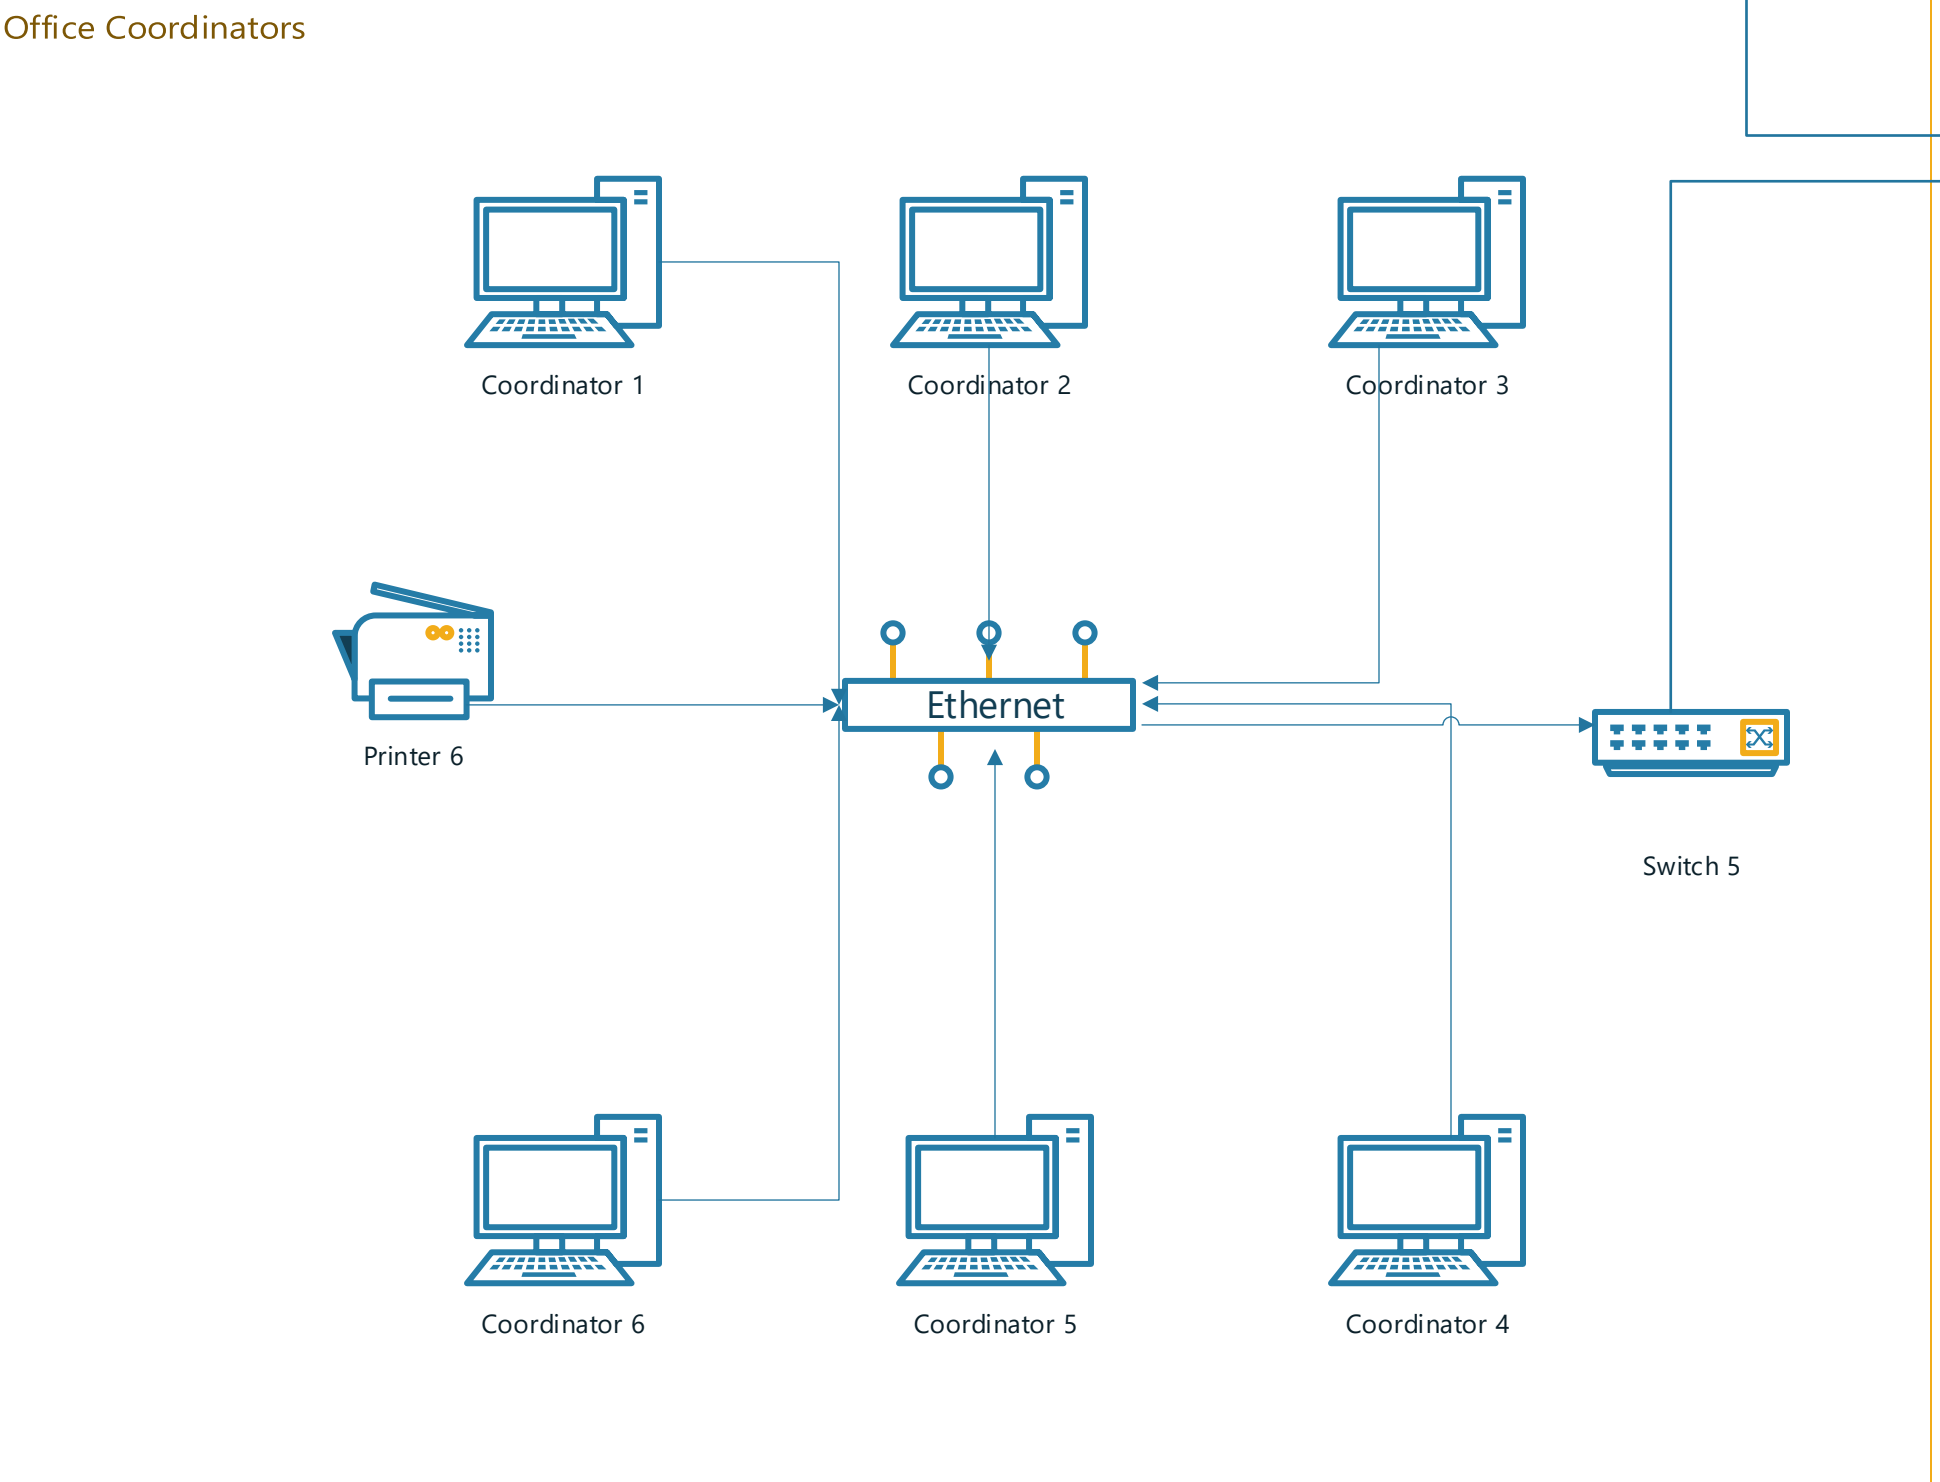 Office Coordinators
Coordinator 1
Coordinator 2
Coordinator 3
Ethernet
Printer 6
Switch 5
Coordinator 6
Coordinator 5
Coordinator 4